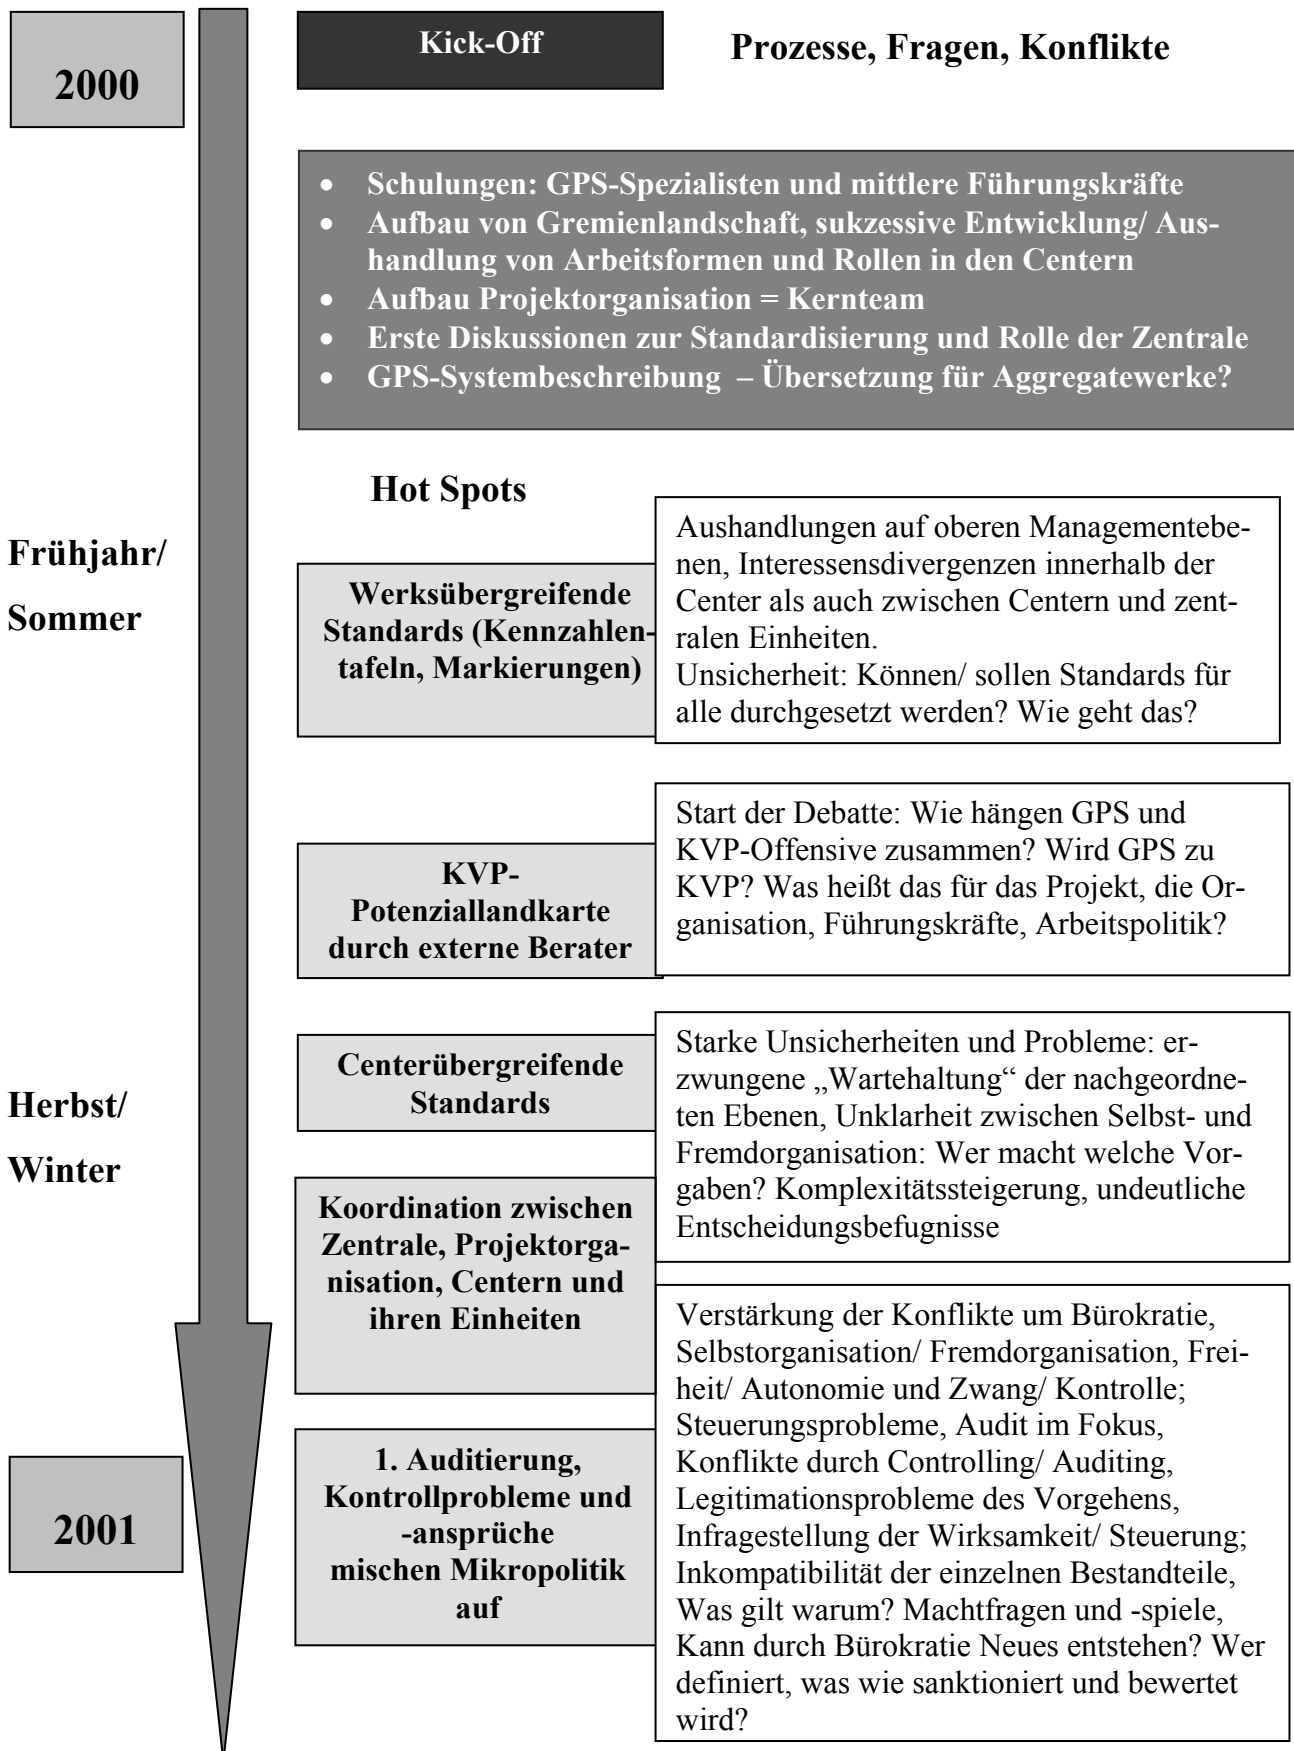 2000
Kick-Off
Prozesse, Fragen, Konflikte
• Schulungen: GPS-Spezialisten und mittlere Führungskräfte
• Aufbau von Gremienlandschaft, sukzessive Entwicklung/ Aus-
handlung von Arbeitsformen und Rollen in den Centern
• Aufbau Projektorganisation = Kernteam
• Erste Diskussionen zur Standardisierung und Rolle der Zentrale
• GPS-Systembeschreibung – Übersetzung für Aggregatewerke?
Hot Spots
Frühjahr/
Sommer
Werksübergreifende
Standards (Kennzahlen-
tafeln, Markierungen)
Aushandlungen auf oberen Managementebe-
nen, Interessensdivergenzen innerhalb der
Center als auch zwischen Centern und zent-
ralen Einheiten.
Unsicherheit: Können/ sollen Standards für
alle durchgesetzt werden? Wie geht das?
KVP-
Potenziallandkarte
durch externe Berater
Start der Debatte: Wie hängen GPS und
KVP-Offensive zusammen? Wird GPS zu
KVP? Was heißt das für das Projekt, die Or-
ganisation, Führungskräfte, Arbeitspolitik?
Herbst/
Winter
Centerübergreifende
Standards
Koordination zwischen
Zentrale, Projektorga-
nisation, Centern und
ihren Einheiten
Starke Unsicherheiten und Probleme: er-
zwungene „Wartehaltung“ der nachgeordne-
ten Ebenen, Unklarheit zwischen Selbst- und
Fremdorganisation: Wer macht welche Vor-
gaben? Komplexitätssteigerung, undeutliche
Entscheidungsbefugnisse
2001
1. Auditierung,
Kontrollprobleme und
-ansprüche
mischen Mikropolitik
auf
Verstärkung der Konflikte um Bürokratie,
Selbstorganisation/ Fremdorganisation, Frei-
heit/ Autonomie und Zwang/ Kontrolle;
Steuerungsprobleme, Audit im Fokus,
Konflikte durch Controlling/ Auditing,
Legitimationsprobleme des Vorgehens,
Infragestellung der Wirksamkeit/ Steuerung;
Inkompatibilität der einzelnen Bestandteile,
Was gilt warum? Machtfragen und -spiele,
Kann durch Bürokratie Neues entstehen? Wer
definiert, was wie sanktioniert und bewertet
wird?